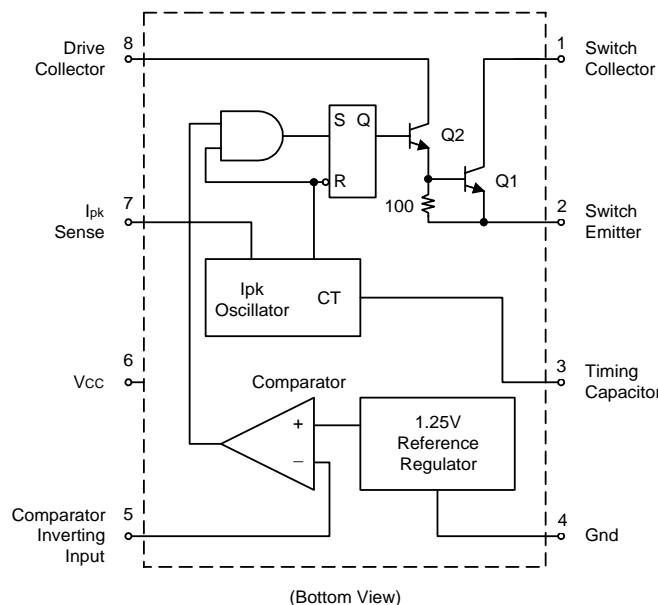 Drive
Collector
8
1
Switch
Collector
S
Q
Q2
R
Q1
Ipk
Sense
7
100
2
Switch
Emitter
Ipk
Oscillator
CT
6
VCC
3
Timing
Capacitor
Comparator
+
–
1.25V
Reference
Regulator
Comparator
Inverting
Input
5
4
Gnd
(Bottom View)